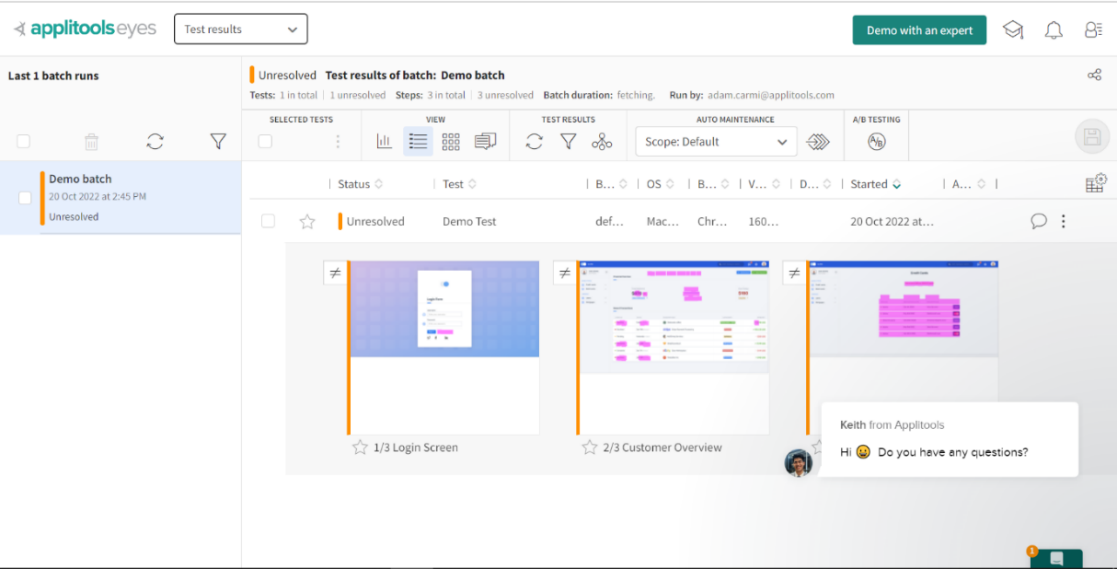 applitools eyes
Test results
Demo with an expert
Last 1 batch runs
Unresolved Test results of batch: Demo batch
Tests: 1 in total | 1 unresolved Steps: 3 in total | 3 unresolved Batch duration: fetching. Run by: adam.carmi@applitools.com
SELECTED TESTS VIEW TEST RESULTS AUTO MAINTENANCE A/B TESTING
Scope: Default
Demo batch
20 Oct 2022 at 2:45 PM
Unresolved
Status Test B... OS B... V... D... Started A...
Unresolved Demo Test def... Mac... Chr... 160... 20 Oct 2022 at...
≠ ≠ ≠
1/3 Login Screen 2/3 Customer Overview
Keith from Applitools
Hi 😀 Do you have any questions?
1